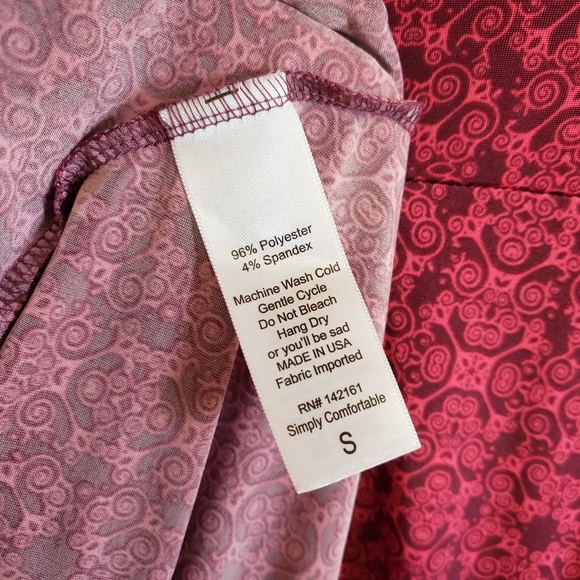 96% Polyester
4% Spandex
Machine Wash Cold
Gentle Cycle
Do Not Bleach
Hang Dry
or you'll be sad
MADE IN USA
Fabric Imported
RN# 142161
Simply Comfortable
S